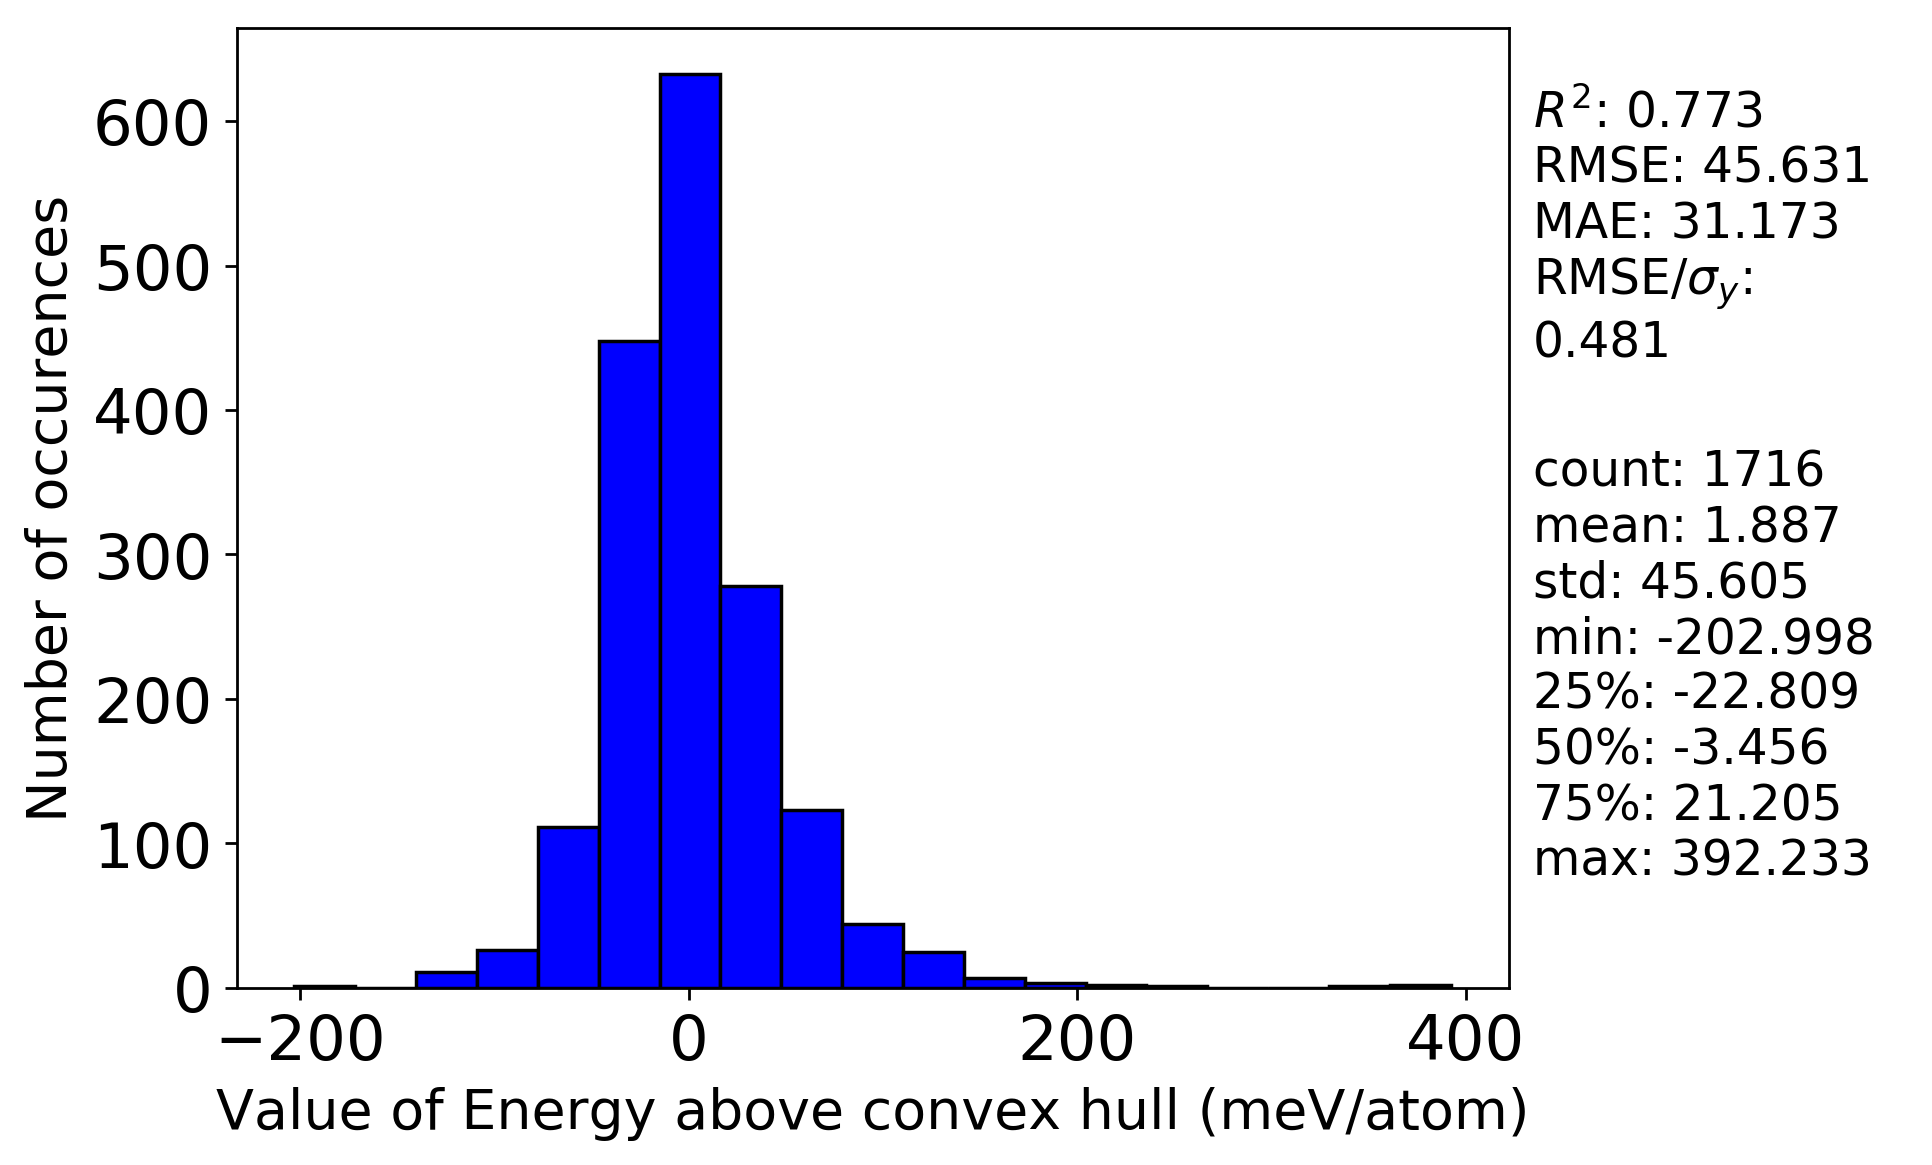 Number of occurences
600
500
400
300
200
100
0
−200
0
200
400
Value of Energy above convex hull (meV/atom)
R²: 0.773
RMSE: 45.631
MAE: 31.173
RMSE/σ_y:
0.481
count: 1716
mean: 1.887
std: 45.605
min: -202.998
25%: -22.809
50%: -3.456
75%: 21.205
max: 392.233